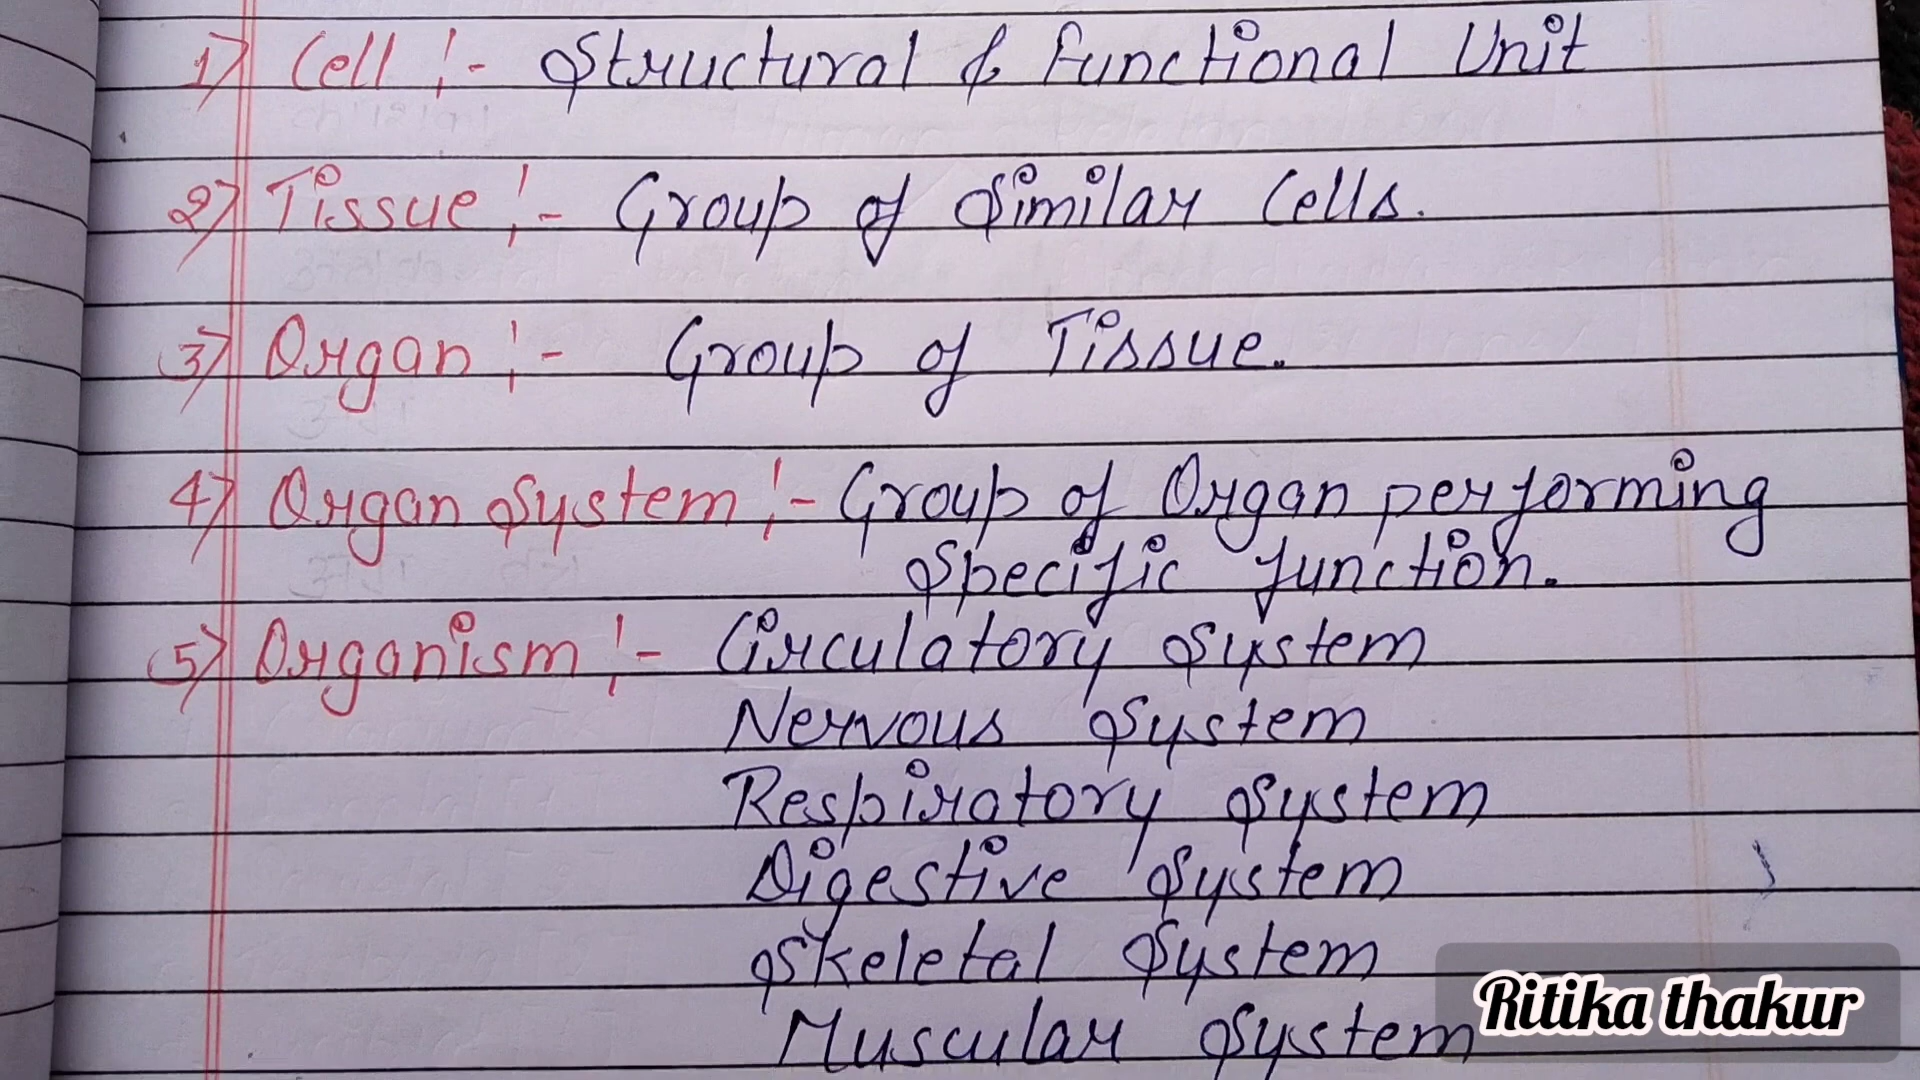 1) Cell :- Structural & Functional Unit
2) Tissue :- Group of Similar Cells.
3) Organ :- Group of Tissue.
4) Organ System :- Group of Organ performing
Specific function.
5) Organism :- Circulatory System
Nervous System
Respiratory System
Digestive System
Skeletal System
Muscular System
Ritika thakur